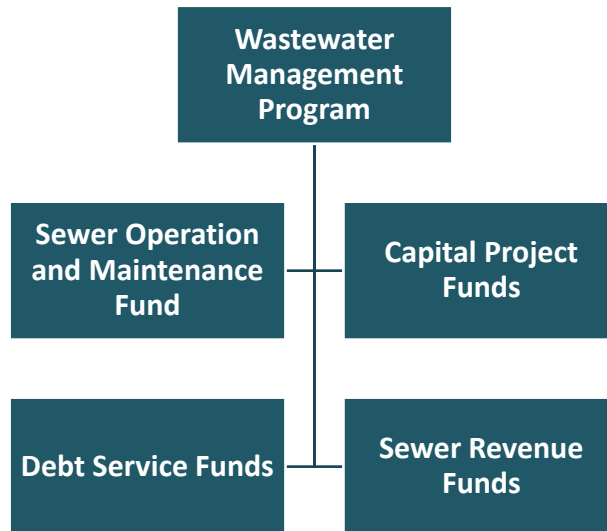 Wastewater
Management
Program
Sewer Operation
and Maintenance
Fund
Capital Project
Funds
Debt Service Funds
Sewer Revenue
Funds